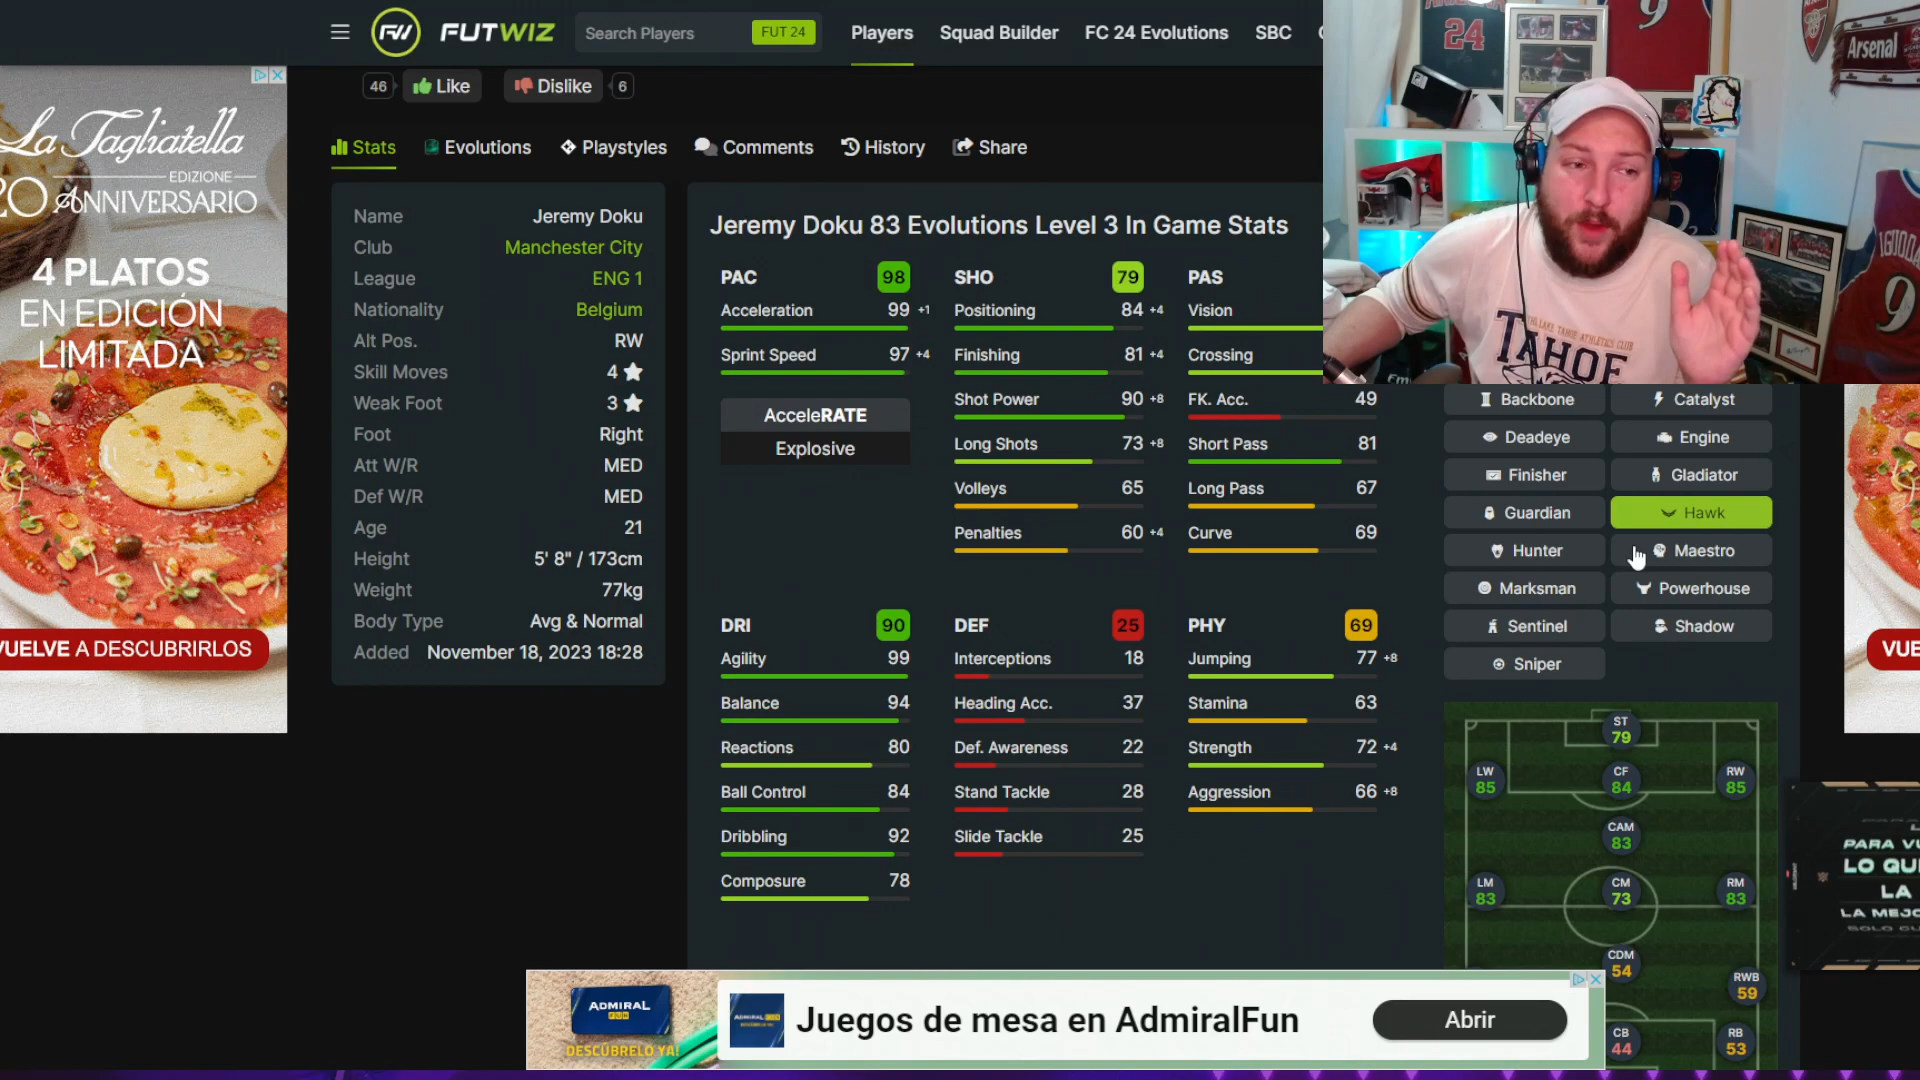 FUTWIZ
Search Players
FUT 24
Players
Squad Builder
FC 24 Evolutions
SBC
46
Like
Dislike
6
Stats
Evolutions
Playstyles
Comments
History
Share
La Tagliatella
EDIZIONE
20 ANNIVERSARIO
4 PLATOS
EN EDICIÓN
LIMITADA
VUELVE A DESCUBRIRLOS
Name Jeremy Doku
Club Manchester City
League ENG 1
Nationality Belgium
Alt Pos. RW
Skill Moves 4
Weak Foot 3
Foot Right
Att W/R MED
Def W/R MED
Age 21
Height 5' 8" / 173cm
Weight 77kg
Body Type Avg & Normal
Added November 18, 2023 18:28
Jeremy Doku 83 Evolutions Level 3 In Game Stats
PAC 98
Acceleration 99 +1
Sprint Speed 97 +4
AcceleRATE
Explosive
SHO 79
Positioning 84 +4
Finishing 81 +4
Shot Power 90 +8
Long Shots 73 +8
Volleys 65
Penalties 60 +4
PAS
Vision
Crossing
FK. Acc. 49
Short Pass 81
Long Pass 67
Curve 69
DRI 90
Agility 99
Balance 94
Reactions 80
Ball Control 84
Dribbling 92
Composure 78
DEF 25
Interceptions 18
Heading Acc. 37
Def. Awareness 22
Stand Tackle 28
Slide Tackle 25
PHY 69
Jumping 77 +8
Stamina 63
Strength 72 +4
Aggression 66 +8
24
9
Arsenal
9
TAHOE
Backbone
Catalyst
Deadeye
Engine
Finisher
Gladiator
Guardian
Hawk
Hunter
Maestro
Marksman
Powerhouse
Sentinel
Shadow
Sniper
ST
79
LW
85
CF
84
RW
85
CAM
83
LM
83
CM
73
RM
83
CDM
54
RWB
59
CB
44
RB
53
VUE
PARA VU
LO QU
LA
LA MEJO
ADMIRAL
FUN
DESCÚBRELO YA!
Juegos de mesa en AdmiralFun
Abrir